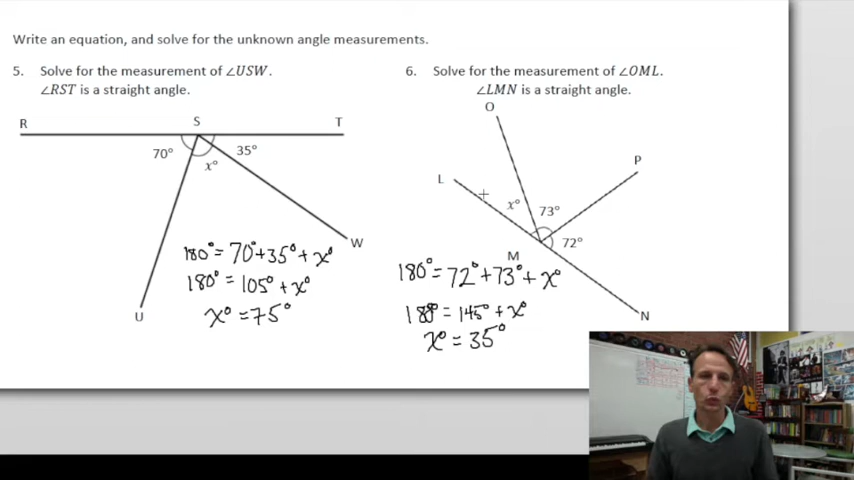 Write an equation, and solve for the unknown angle measurements.
5. Solve for the measurement of ∠USW.
∠RST is a straight angle.
R S T
70° x° 35°
U W
180° = 70° + 35° + x°
180° = 105° + x°
x° = 75°
6. Solve for the measurement of ∠OML.
∠LMN is a straight angle.
O
P
L
x° 73°
72°
M
N
180° = 72° + 73° + x°
180° = 145° + x°
x° = 35°